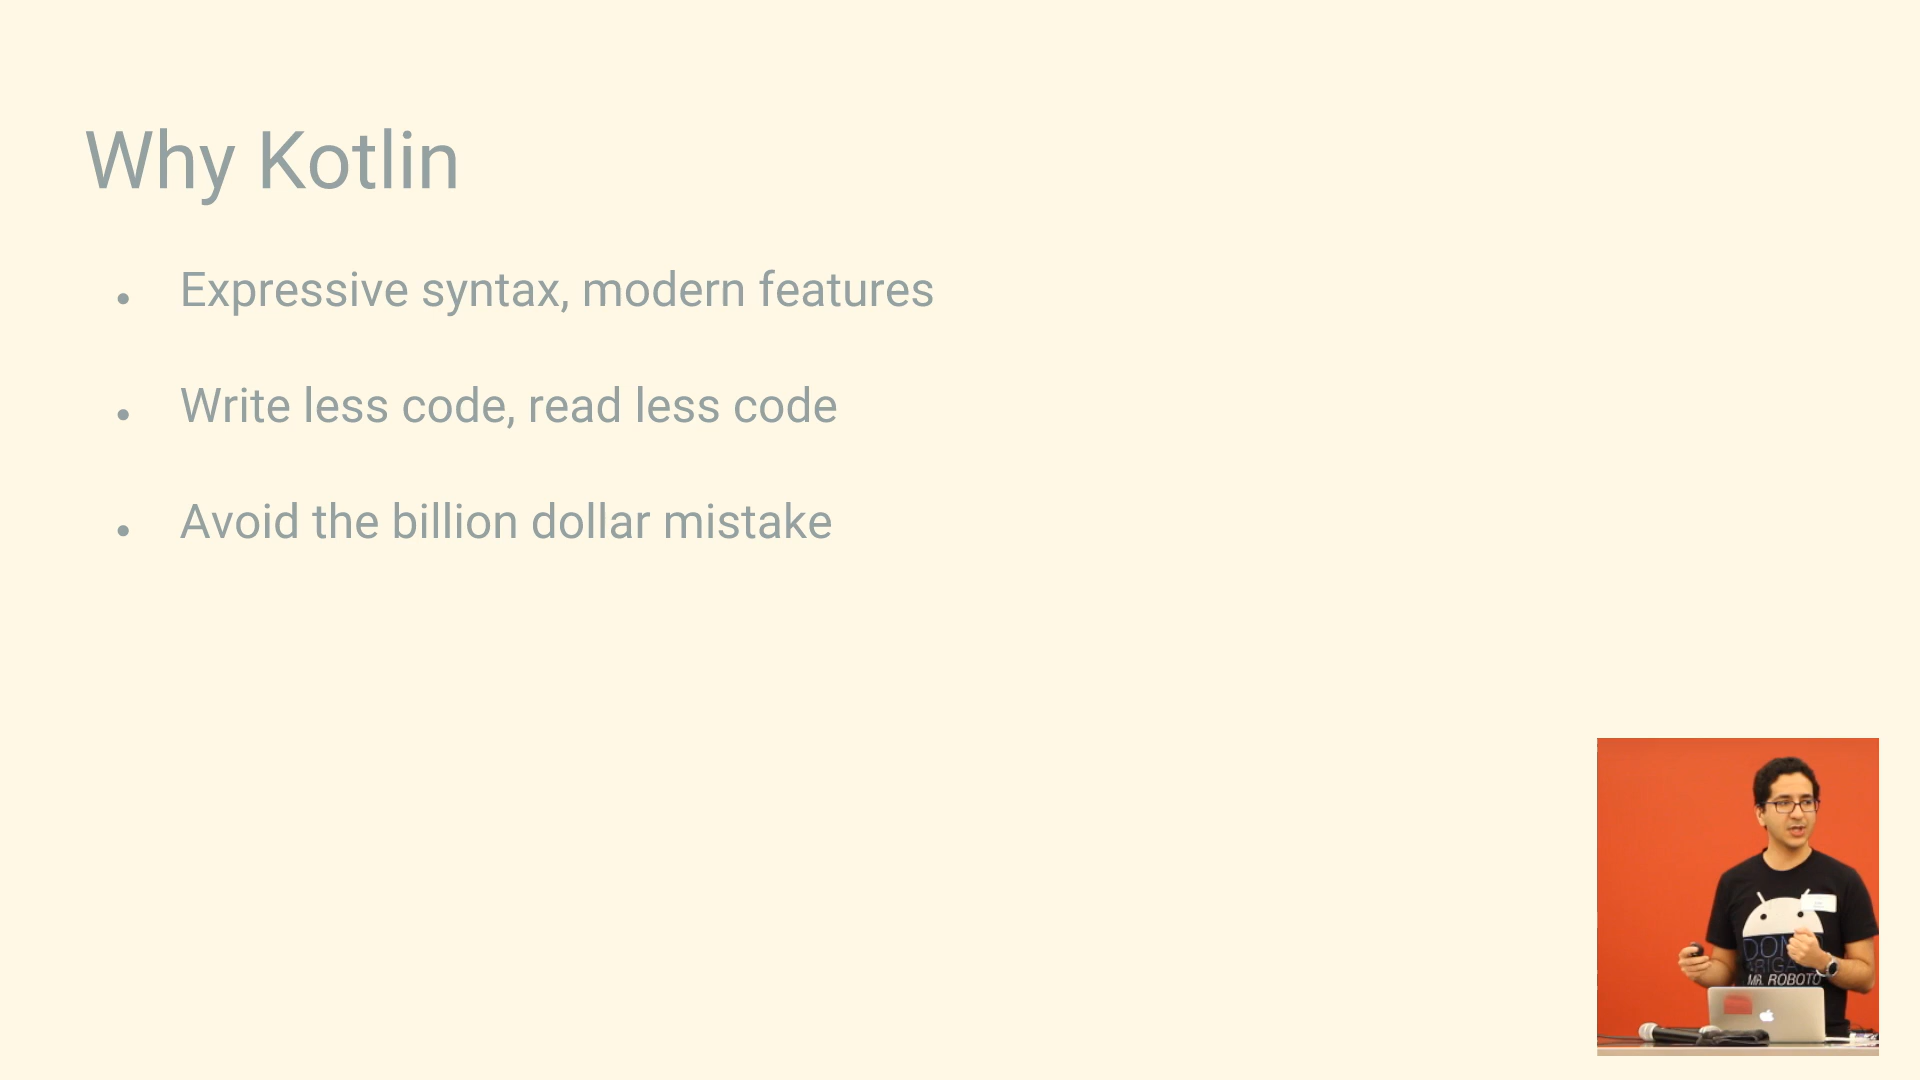 Why Kotlin
Expressive syntax, modern features
Write less code, read less code
Avoid the billion dollar mistake
MR. ROBOTO